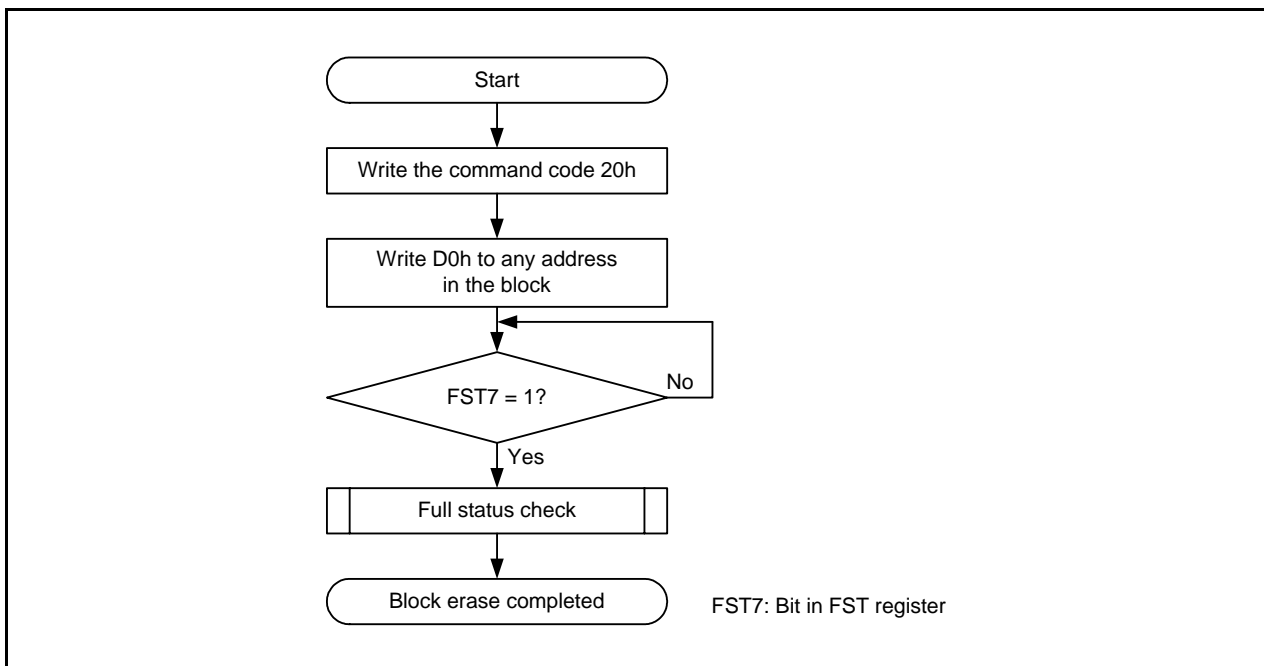 Start
Write the command code 20h
Write D0h to any address
in the block
FST7 = 1?
No
Yes
Full status check
Block erase completed
FST7: Bit in FST register